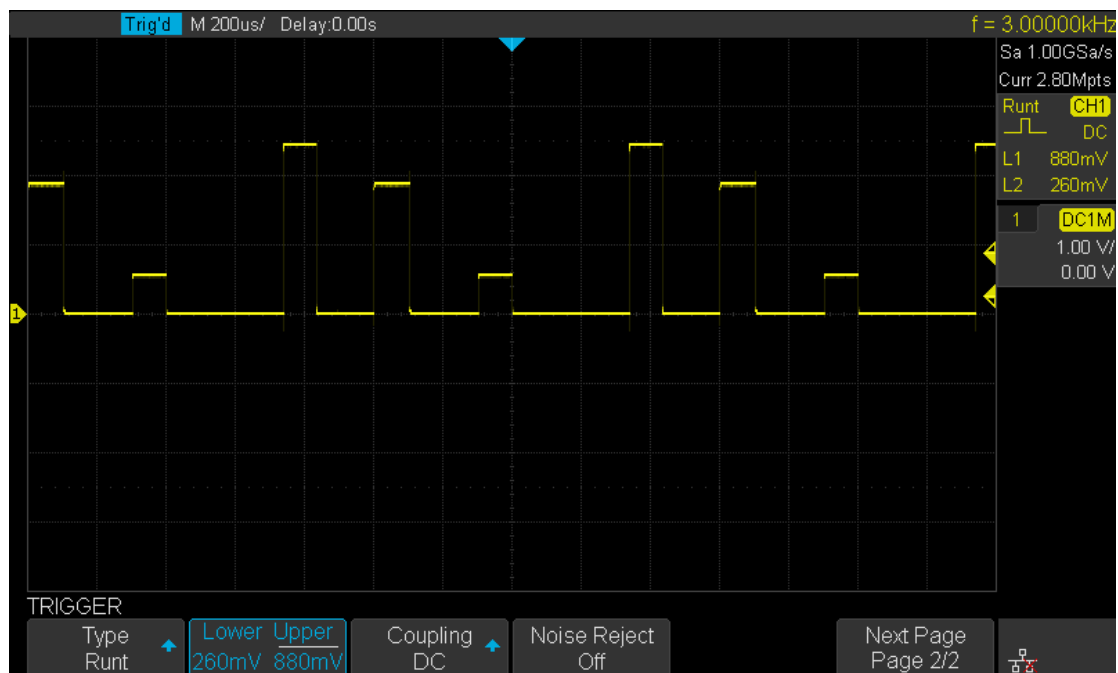 Trig'd M 200us/ Delay:0.00s f = 3.00000kHz
Sa 1.00GSa/s
Curr 2.80Mpts
Runt CH1
DC
L1 880mV
L2 260mV
1 DC1M
1.00 V/
0.00 V
1
TRIGGER
Type
Runt
Lower Upper
260mV 880mV
Coupling
DC
Noise Reject
Off
Next Page
Page 2/2